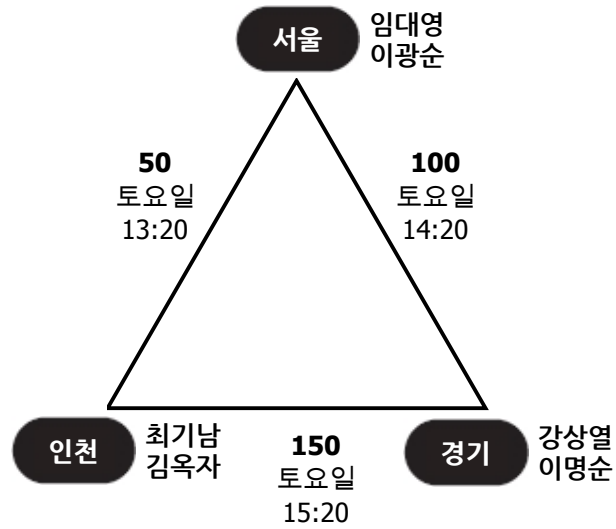 서울
임대영
이광순
50
토요일
13:20
100
토요일
14:20
인천
최기남
김옥자
150
토요일
15:20
경기
강상열
이명순